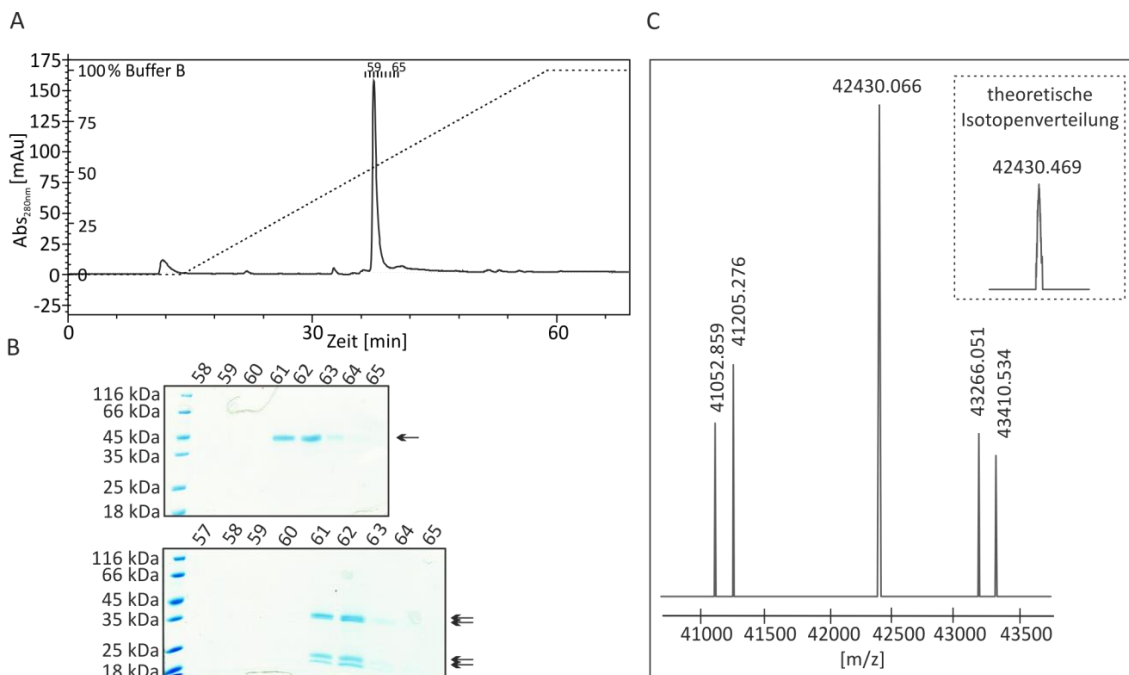 A
175
150
125
100
75
50
25
0
-25
Abs280nm [mAu]
100% Buffer B
75
50
25
0
59 65
0 30 60
Zeit [min]
B
58 59 60 61 62 63 64 65
116 kDa
66 kDa
45 kDa
35 kDa
25 kDa
18 kDa
57 58 59 60 61 62 63 64 65
116 kDa
66 kDa
45 kDa
35 kDa
25 kDa
18 kDa
C
42430.066
theoretische
Isotopenverteilung
42430.469
41052.859
41205.276
43266.051
43410.534
41000 41500 42000 42500 43000 43500
[m/z]